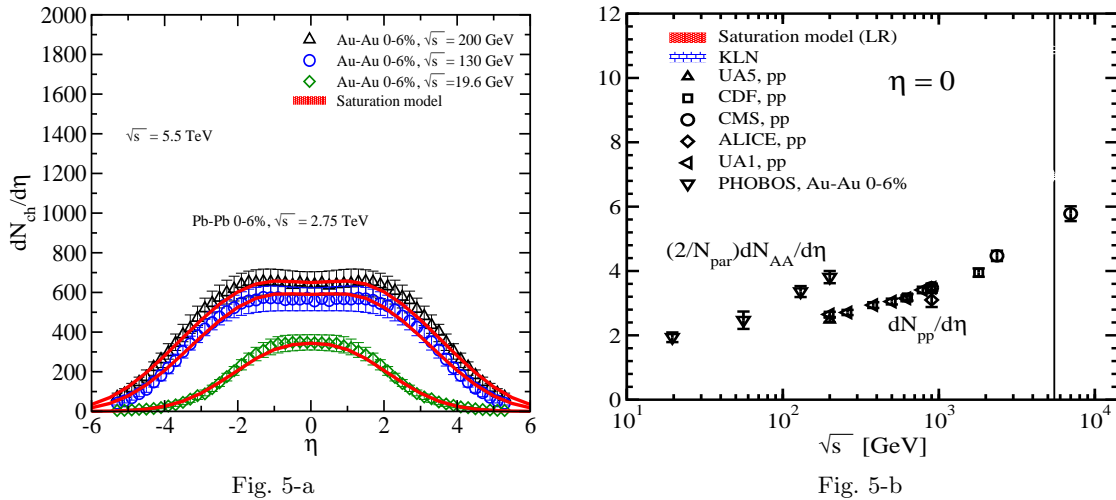 2000
1800
1600
1400
1200
1000
800
600
400
200
0
dN_ch/dη
Au-Au 0-6%, √s = 200 GeV
Au-Au 0-6%, √s = 130 GeV
Au-Au 0-6%, √s =19.6 GeV
Saturation model
√s = 5.5 TeV
Pb-Pb 0-6%, √s = 2.75 TeV
-6 -4 -2 0 2 4 6
η
Fig. 5-a
12
10
8
6
4
2
0
Saturation model (LR)
KLN
UA5, pp
CDF, pp
CMS, pp
ALICE, pp
UA1, pp
PHOBOS, Au-Au 0-6%
η = 0
(2/N_par)dN_AA/dη
dN_pp/dη
10^1 10^2 10^3 10^4
√s [GeV]
Fig. 5-b